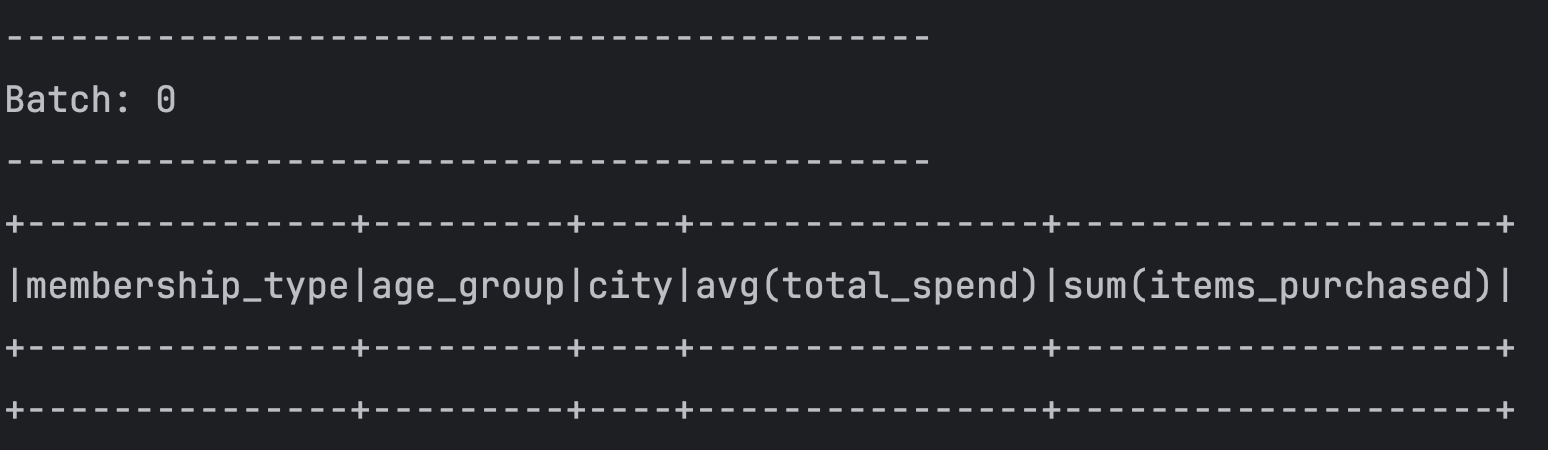 -------------------------------------------
Batch: 0
-------------------------------------------
+---------------+---------+----+----------------+--------------------+
|membership_type|age_group|city|avg(total_spend)|sum(items_purchased)|
+---------------+---------+----+----------------+--------------------+
+---------------+---------+----+----------------+--------------------+